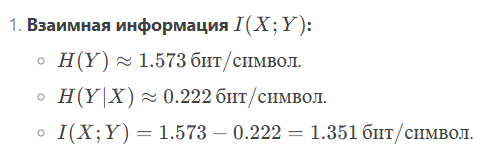 1. Взаимная информация I(X; Y):
H(Y) ≈ 1.573 бит/символ.
H(Y|X) ≈ 0.222 бит/символ.
I(X; Y) = 1.573 − 0.222 = 1.351 бит/символ.